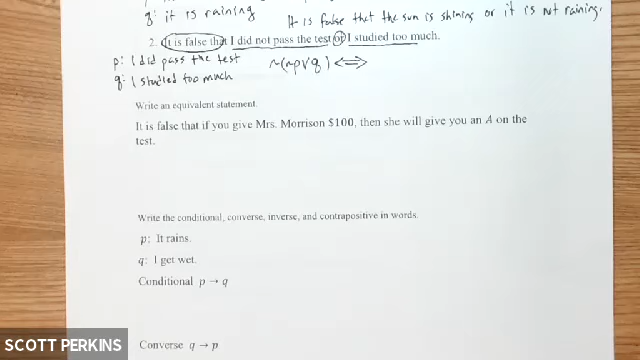 q: it is raining
It is false that the sun is shining or it is not raining.
2. It is false that I did not pass the test or I studied too much.
p: I did pass the test
~(~p∨q) ⟺
q: I studied too much
Write an equivalent statement.
It is false that if you give Mrs. Morrison $100, then she will give you an A on the
test.
Write the conditional, converse, inverse, and contrapositive in words.
p: It rains.
q: I get wet.
Conditional p → q
SCOTT PERKINS
Converse q → p